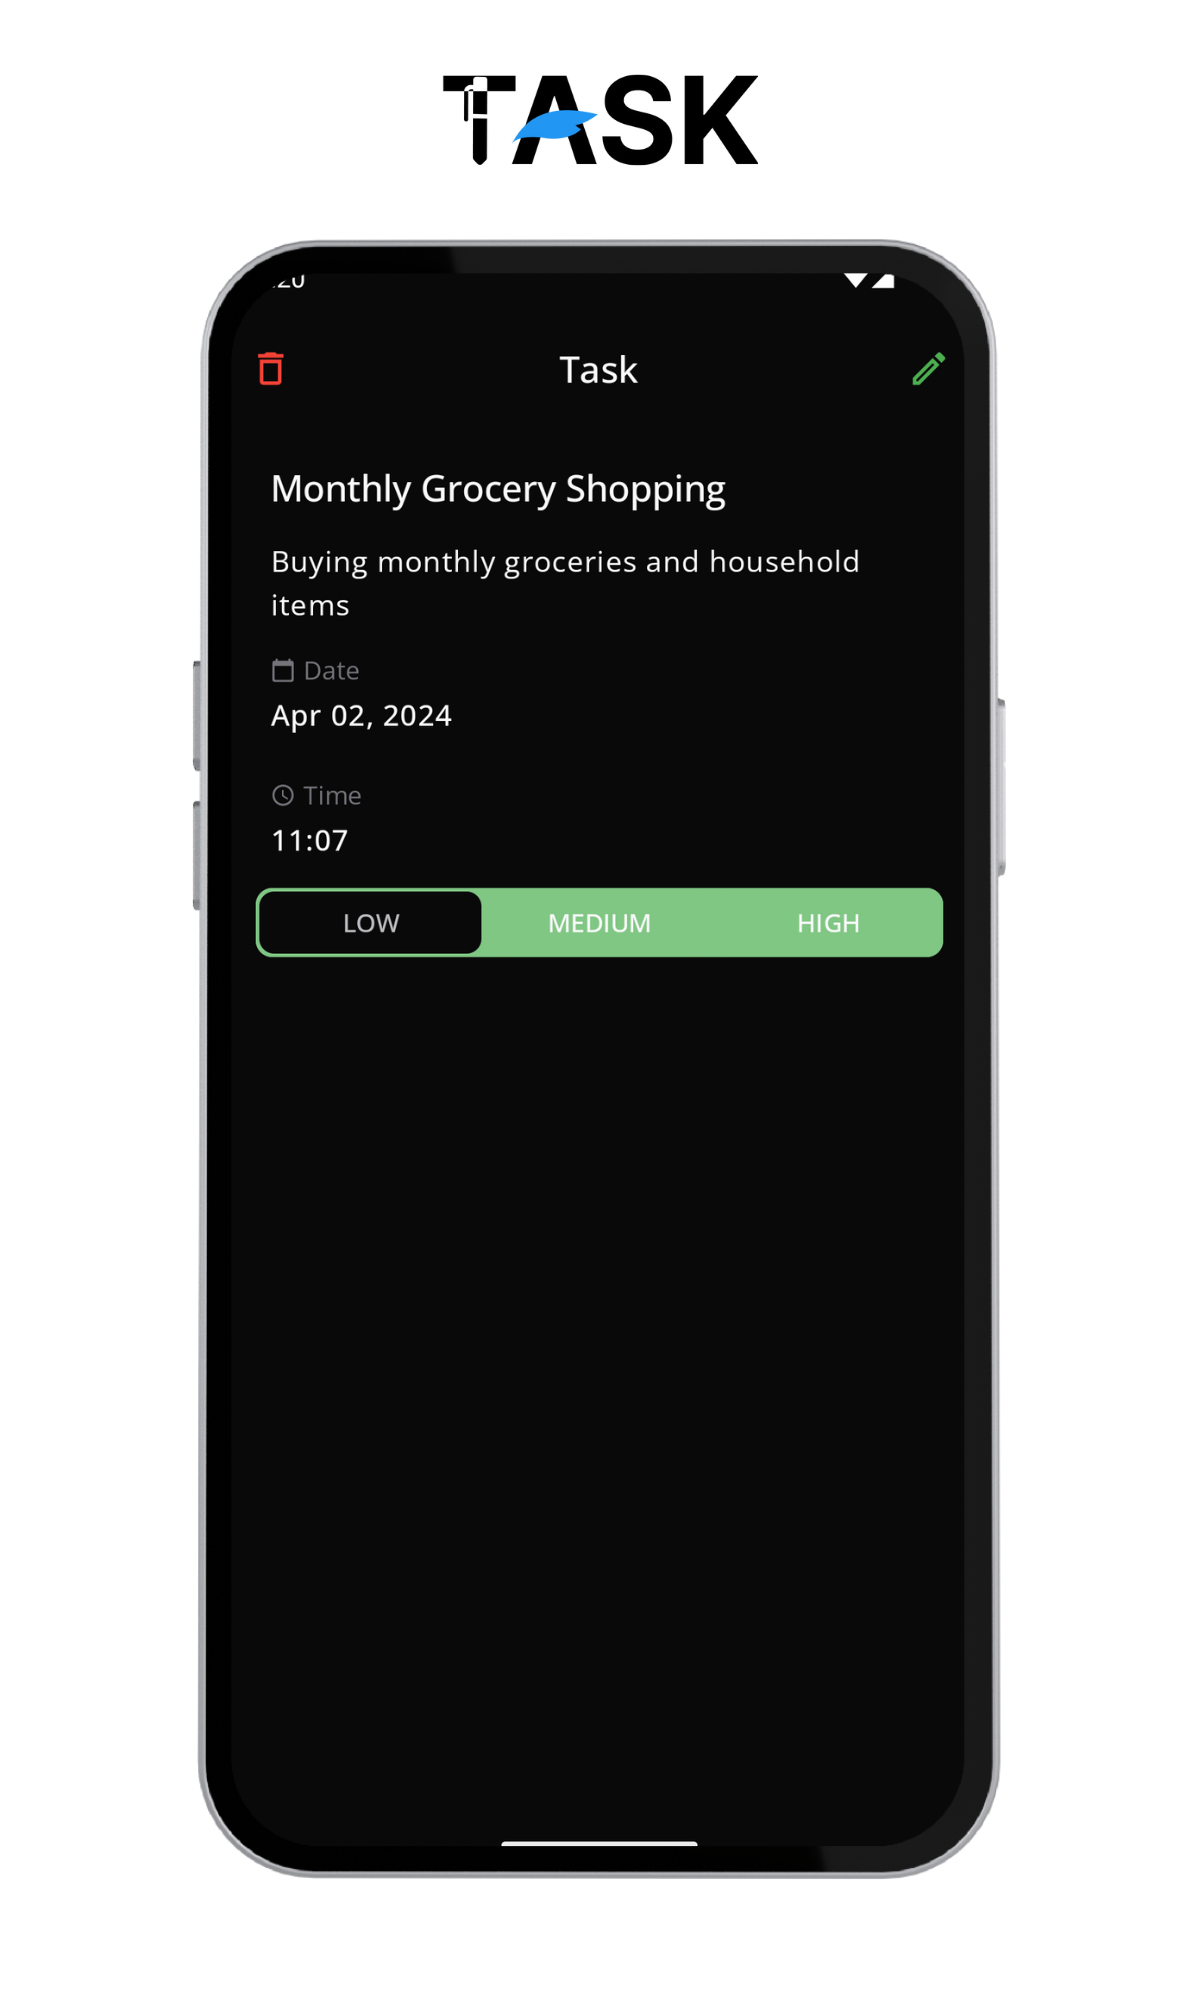 TASK
:20
Task
Monthly Grocery Shopping
Buying monthly groceries and household
items
Date
Apr 02, 2024
Time
11:07
LOW MEDIUM HIGH